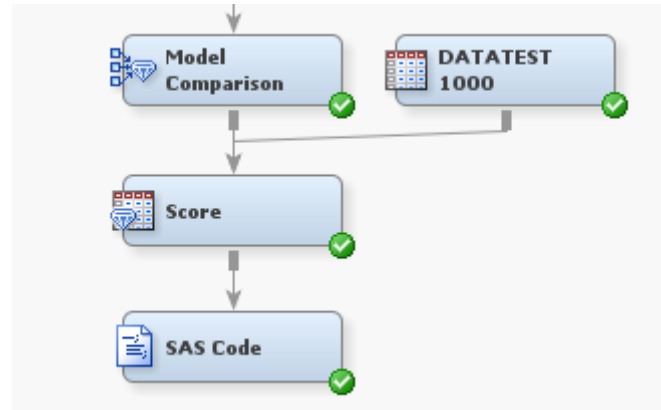 Model
Comparison
DATATEST
1000
Score
SAS Code